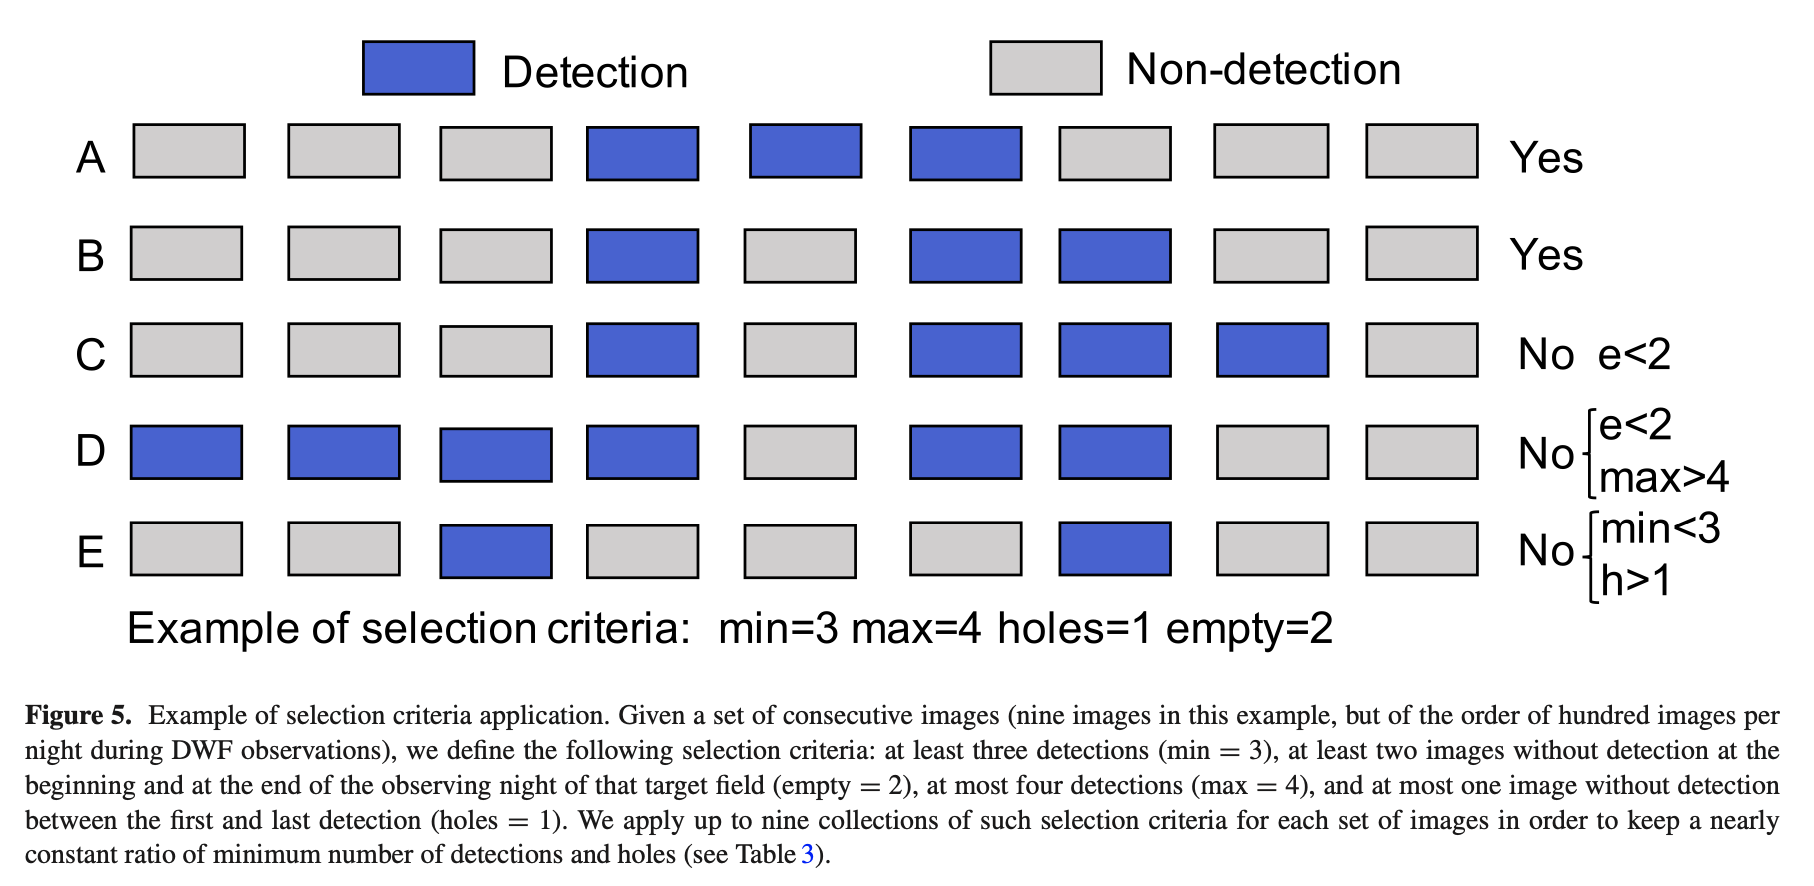 Detection Non-detection
A Yes
B Yes
C No e<2
D No e<2
max>4
E No min<3
h>1
Example of selection criteria: min=3 max=4 holes=1 empty=2
Figure 5. Example of selection criteria application. Given a set of consecutive images (nine images in this example, but of the order of hundred images per
night during DWF observations), we define the following selection criteria: at least three detections (min = 3), at least two images without detection at the
beginning and at the end of the observing night of that target field (empty = 2), at most four detections (max = 4), and at most one image without detection
between the first and last detection (holes = 1). We apply up to nine collections of such selection criteria for each set of images in order to keep a nearly
constant ratio of minimum number of detections and holes (see Table 3).